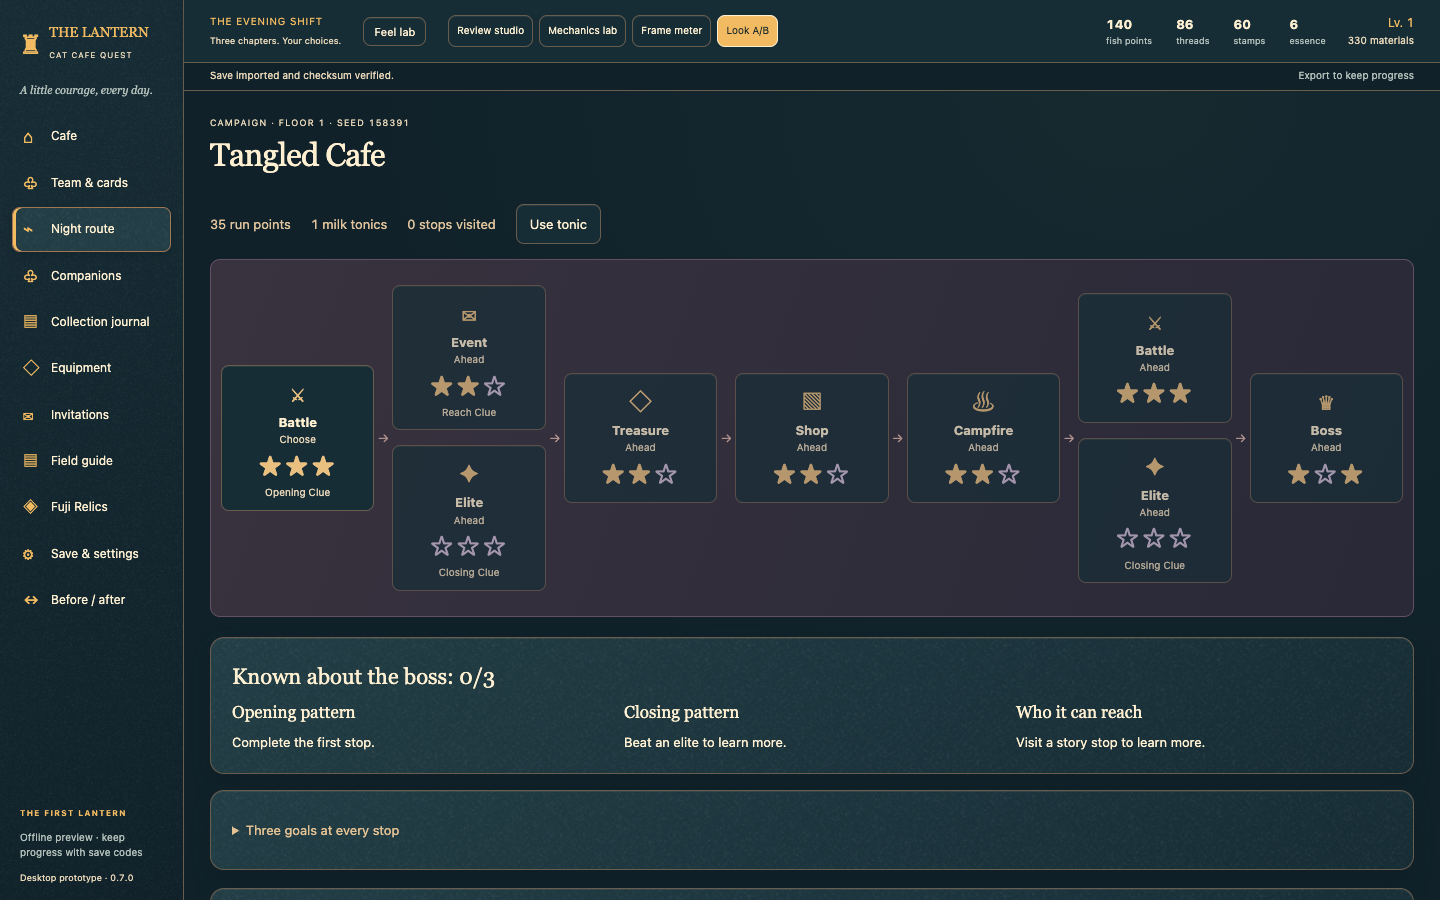 THE LANTERN
CAT CAFE QUEST
A little courage, every day.
Cafe
Team & cards
Night route
Companions
Collection journal
Equipment
Invitations
Field guide
Fuji Relics
Save & settings
Before / after
THE FIRST LANTERN
Offline preview · keep
progress with save codes
Desktop prototype · 0.7.0
THE EVENING SHIFT
Three chapters. Your choices.
Feel lab
Review studio
Mechanics lab
Frame meter
Look A/B
140
fish points
86
threads
60
stamps
6
essence
Lv. 1
330 materials
Save imported and checksum verified.
Export to keep progress
CAMPAIGN · FLOOR 1 · SEED 158391
Tangled Cafe
35 run points
1 milk tonics
0 stops visited
Use tonic
Battle
Choose
Opening Clue
Event
Ahead
Reach Clue
Elite
Ahead
Closing Clue
Treasure
Ahead
Shop
Ahead
Campfire
Ahead
Battle
Ahead
Elite
Ahead
Closing Clue
Boss
Ahead
Known about the boss: 0/3
Opening pattern
Complete the first stop.
Closing pattern
Beat an elite to learn more.
Who it can reach
Visit a story stop to learn more.
Three goals at every stop